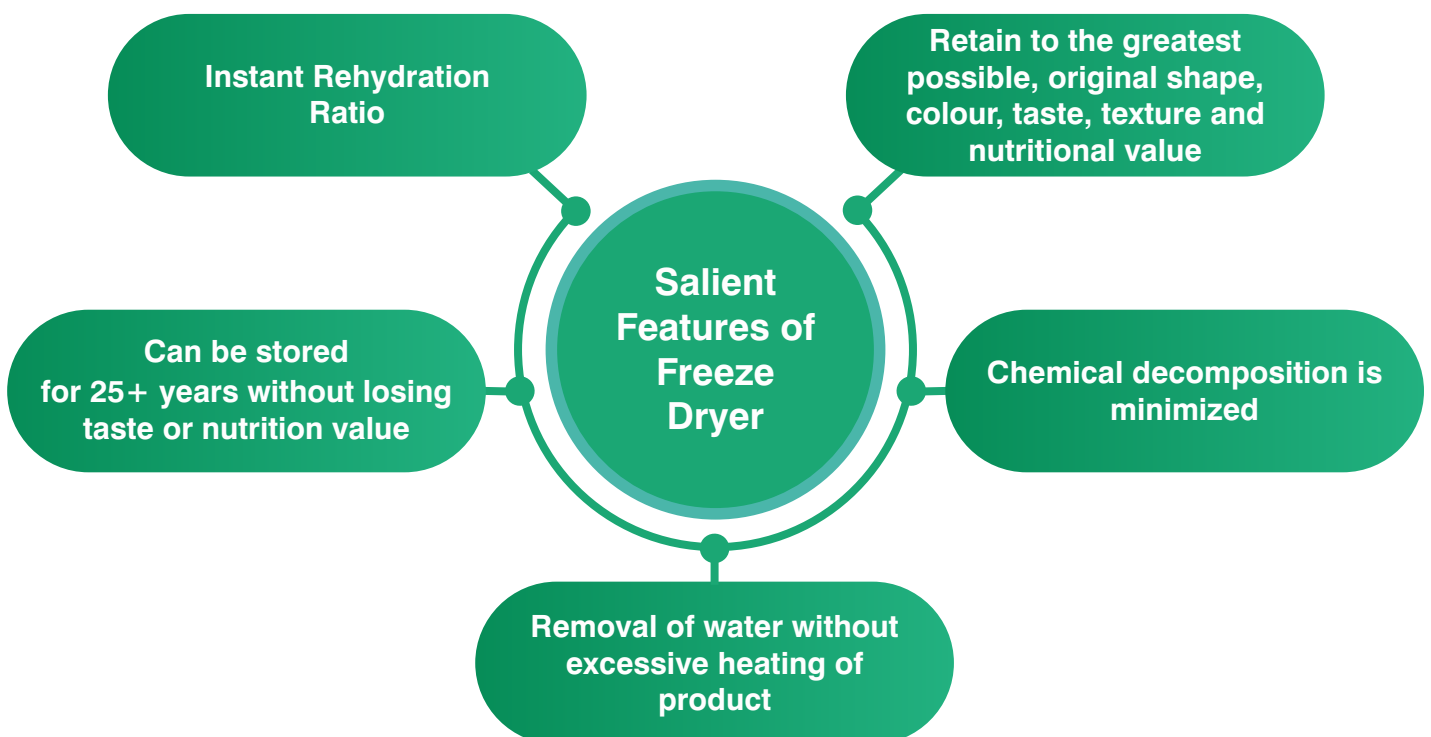 Instant Rehydration
Ratio
Retain to the greatest
possible, original shape,
colour, taste, texture and
nutritional value
Salient
Features of
Freeze
Dryer
Can be stored
for 25+ years without losing
taste or nutrition value
Chemical decomposition is
minimized
Removal of water without
excessive heating of
product